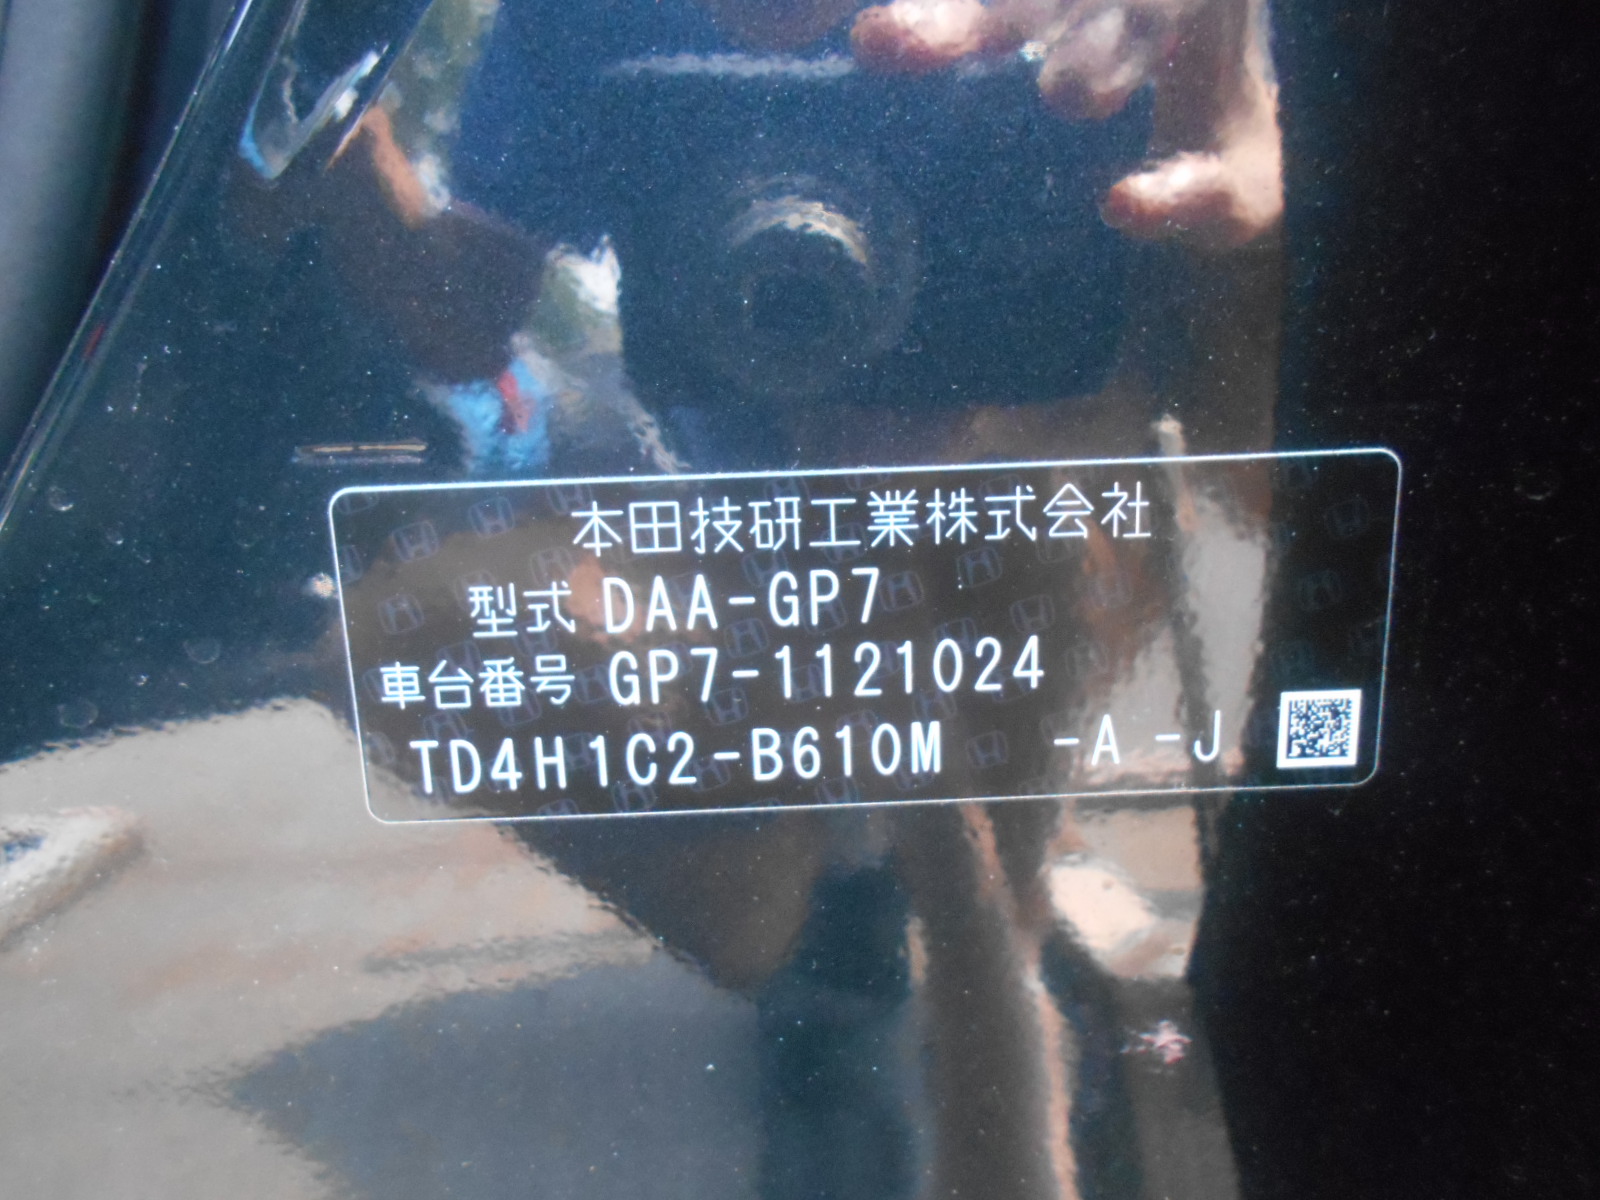 本田技研工業株式会社
型式 DAA-GP7
車台番号 GP7-1121024
TD4H1C2-B610M -A -J